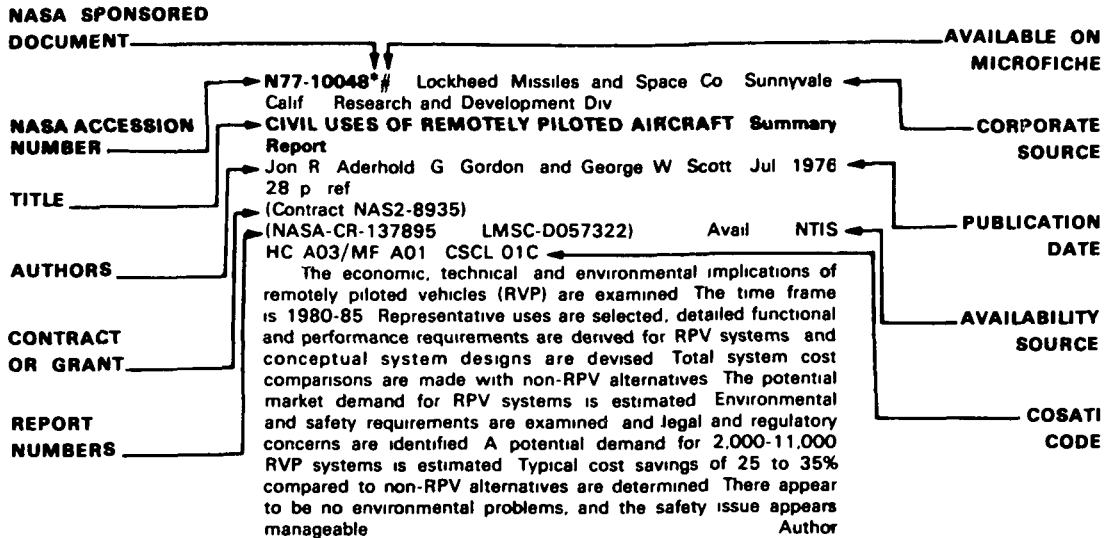 NASA SPONSORED
DOCUMENT
AVAILABLE ON
MICROFICHE
N77-10048*# Lockheed Missiles and Space Co Sunnyvale
Calif Research and Development Div
NASA ACCESSION
NUMBER
CIVIL USES OF REMOTELY PILOTED AIRCRAFT Summary
Report
CORPORATE
SOURCE
TITLE
Jon R Aderhold G Gordon and George W Scott Jul 1976
28 p ref
(Contract NAS2-8935)
(NASA-CR-137895 LMSC-D057322) Avail NTIS
HC A03/MF A01 CSCL 01C
PUBLICATION
DATE
AUTHORS
The economic, technical and environmental implications of
remotely piloted vehicles (RVP) are examined The time frame
is 1980-85 Representative uses are selected, detailed functional
and performance requirements are derived for RPV systems and
conceptual system designs are devised Total system cost
comparisons are made with non-RPV alternatives The potential
market demand for RPV systems is estimated Environmental
and safety requirements are examined and legal and regulatory
concerns are identified A potential demand for 2,000-11,000
RVP systems is estimated Typical cost savings of 25 to 35%
compared to non-RPV alternatives are determined There appear
to be no environmental problems, and the safety issue appears
manageable Author
CONTRACT
OR GRANT
AVAILABILITY
SOURCE
REPORT
NUMBERS
COSATI
CODE